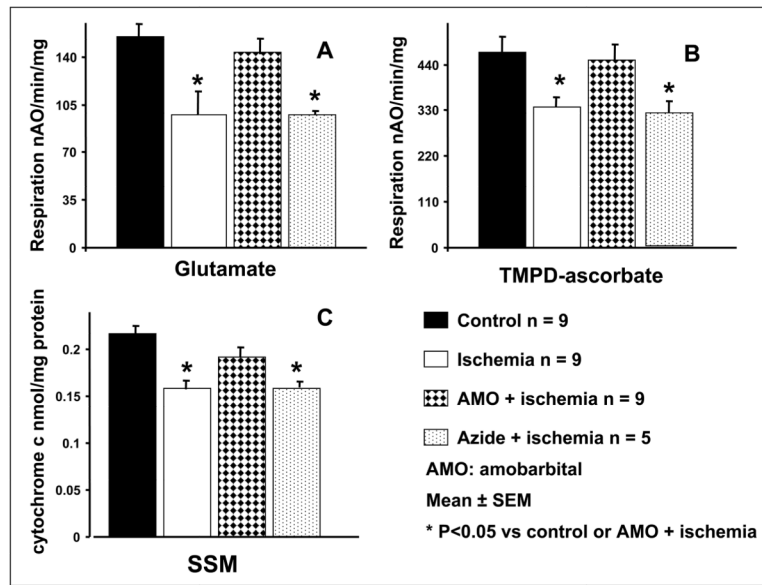 A
Respiration nAO/min/mg
140
105
70
35
0
*
*
Glutamate
B
Respiration nAO/min/mg
440
330
220
110
0
*
*
TMPD-ascorbate
C
cytochrome c nmol/mg protein
0.2
0.15
0.1
0.05
0
*
*
SSM
Control n = 9
Ischemia n = 9
AMO + ischemia n = 9
Azide + ischemia n = 5
AMO: amobarbital
Mean ± SEM
* P<0.05 vs control or AMO + ischemia